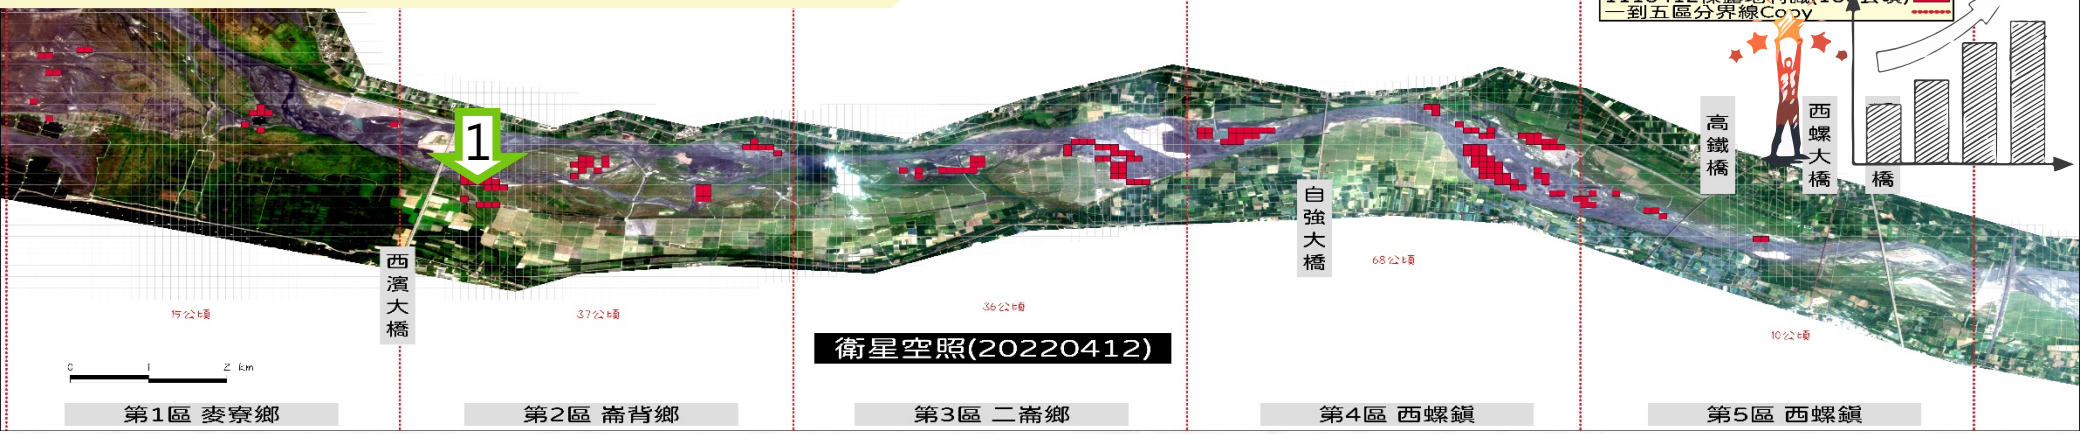 一到五區分界線Copy
1
高鐵橋
西螺大橋
橋
自強大橋
西濱大橋
68公頃
36公頃
37公頃
15公頃
10公頃
衛星空照(20220412)
0 1 2 km
第1區 麥寮鄉
第2區 崙背鄉
第3區 二崙鄉
第4區 西螺鎮
第5區 西螺鎮